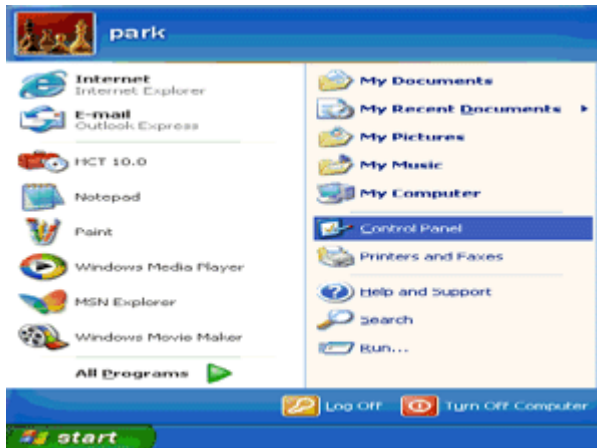 park
Internet
Internet Explorer
E-mail
Outlook Express
HCT 10.0
Notepad
Paint
Windows Media Player
MSN Explorer
Windows Movie Maker
All Programs
My Documents
My Recent Documents
My Pictures
My Music
My Computer
Control Panel
Printers and Faxes
Help and Support
Search
Run...
Log Off
Turn Off Computer
start